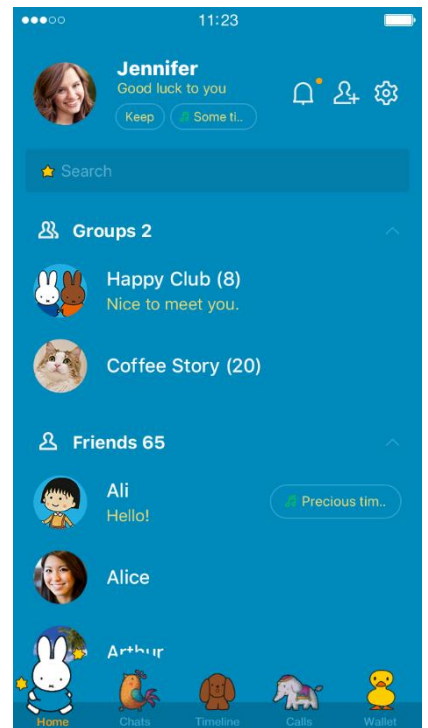 11:23
Jennifer
Good luck to you
Keep
Some ti..
Search
Groups 2
Happy Club (8)
Nice to meet you.
Coffee Story (20)
Friends 65
Ali
Hello!
Precious tim..
Alice
Arthur
Home
Chats
Timeline
Calls
Wallet